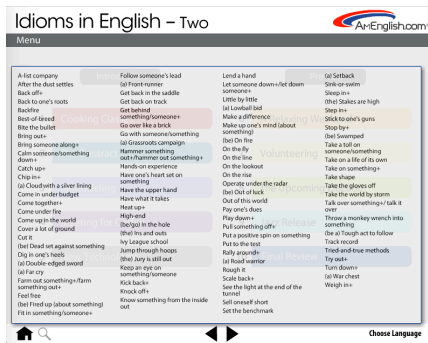 Idioms in English – Two
AMEnglish.com
Menu
A-list company
After the dust settles
Back off+
Back to one's roots
Backfire
Best-of-breed
Bite the bullet
Bring out+
Bring someone along+
Calm someone/something
down+
Catch up+
Chip in+
(a) Cloud with a silver lining
Come in under budget
Come together+
Come under fire
Come up in the world
Cover a lot of ground
Cut it
(be) Dead set against something
Dig in one's heels
(a) Double-edged sword
(a) Far cry
Farm out something+/farm
something out+
Feel free
(be) Fired up (about something)
Fit in something/someone+
Follow someone's lead
(a) Front-runner
Get back in the saddle
Get back on track
Get behind
something/someone+
Go over like a brick
Go with someone/something
(a) Grassroots campaign
Hammer something
out+/hammer out something+
Hands-on experience
Have one's heart set on
something
Have the upper hand
Have what it takes
Heat up+
High-end
(be/go) in the hole
(the) Ins and outs
Ivy League school
Jump through hoops
(the) Jury is still out
Keep an eye on
something/someone
Kick back+
Knock off+
Know something from the inside
out
Lend a hand
Let someone down+/let down
someone+
Little by little
(a) Lowball bid
Make a difference
Make up one's mind (about
something)
(be) On fire
On the fly
On the line
On the lookout
On the rise
Operate under the radar
(be) Out of luck
Out of this world
Pay one's dues
Play down+
Pull something off+
Put a positive spin on something
Put to the test
Rally around+
(a) Road warrior
Rough it
Scale back+
See the light at the end of the
tunnel
Sell oneself short
Set the benchmark
(a) Setback
Sink-or-swim
Sleep in+
(the) Stakes are high
Step in+
Stick to one's guns
Stop by+
(be) Swamped
Take a toll on
someone/something
Take on a life of its own
Take on something+
Take shape
Take the gloves off
Take the world by storm
Talk over something+/talk it
over
Throw a monkey wrench into
something
(be a) Tough act to follow
Track record
Tried-and-true methods
Try out+
Turn down+
(a) War chest
Weigh in+
Choose Language